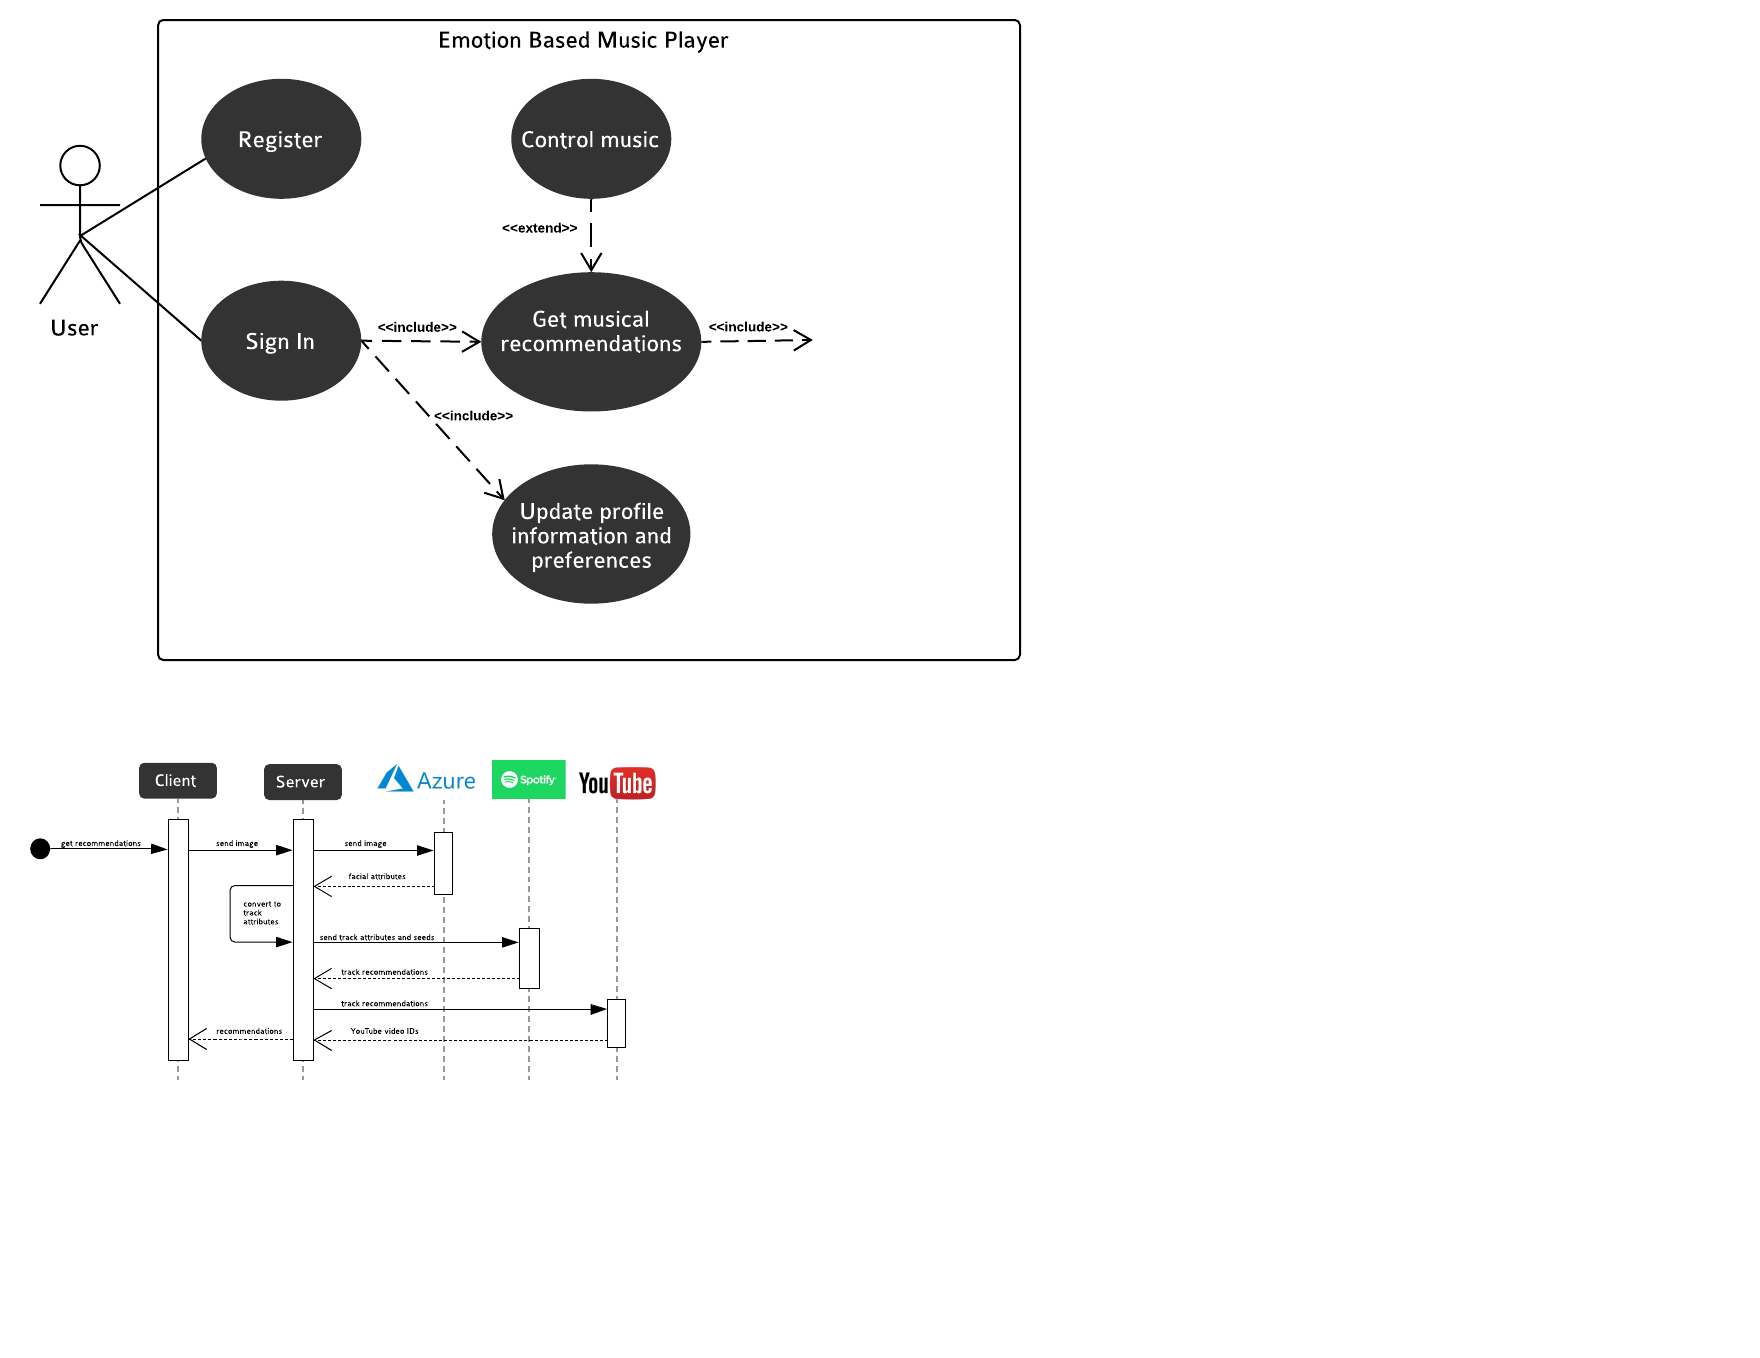 Emotion Based Music Player
Register
Control music
<<extend>>
User
Sign In
<<include>>
Get musical
recommendations
<<include>>
<<include>>
Update profile
information and
preferences
Client
Server
Azure
Spotify
YouTube
get recommendations
send image
send image
facial attributes
convert to
track
attributes
send track attributes and seeds
track recommendations
track recommendations
recommendations
YouTube video IDs